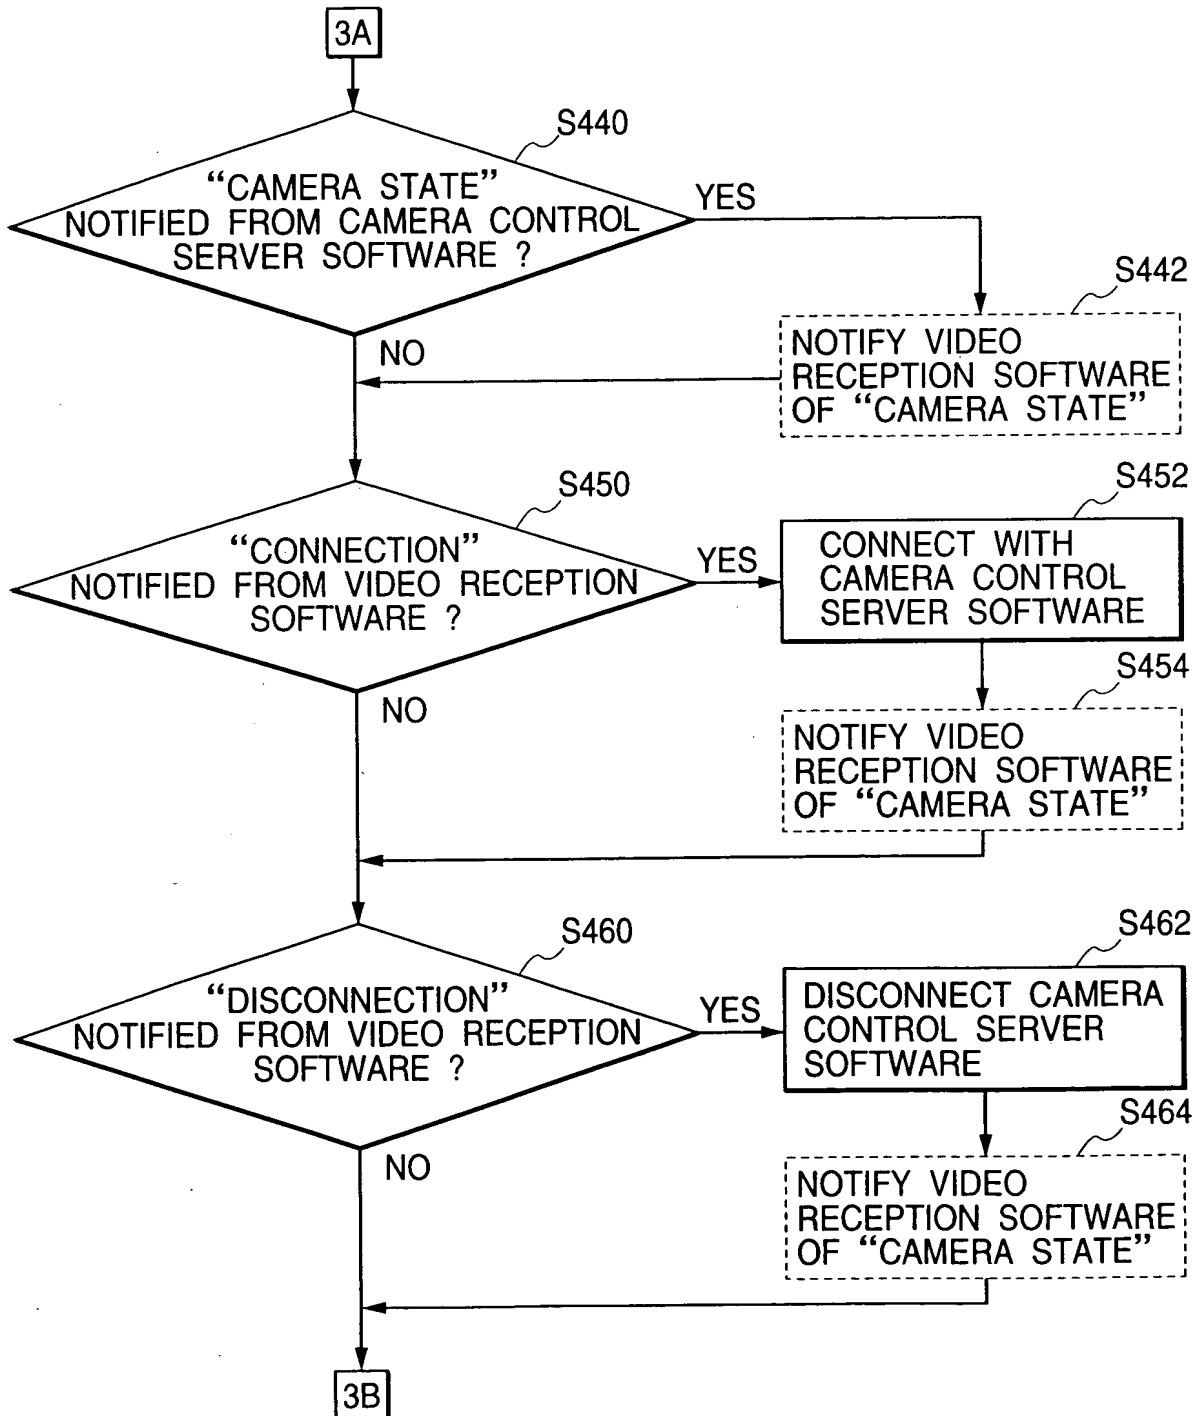 3A
S440
“CAMERA STATE”
NOTIFIED FROM CAMERA CONTROL
SERVER SOFTWARE ?
YES
NO
S442
NOTIFY VIDEO
RECEPTION SOFTWARE
OF “CAMERA STATE”
S450
“CONNECTION”
NOTIFIED FROM VIDEO RECEPTION
SOFTWARE ?
YES
NO
S452
CONNECT WITH
CAMERA CONTROL
SERVER SOFTWARE
S454
NOTIFY VIDEO
RECEPTION SOFTWARE
OF “CAMERA STATE”
S460
“DISCONNECTION”
NOTIFIED FROM VIDEO RECEPTION
SOFTWARE ?
YES
NO
S462
DISCONNECT CAMERA
CONTROL SERVER
SOFTWARE
S464
NOTIFY VIDEO
RECEPTION SOFTWARE
OF “CAMERA STATE”
3B